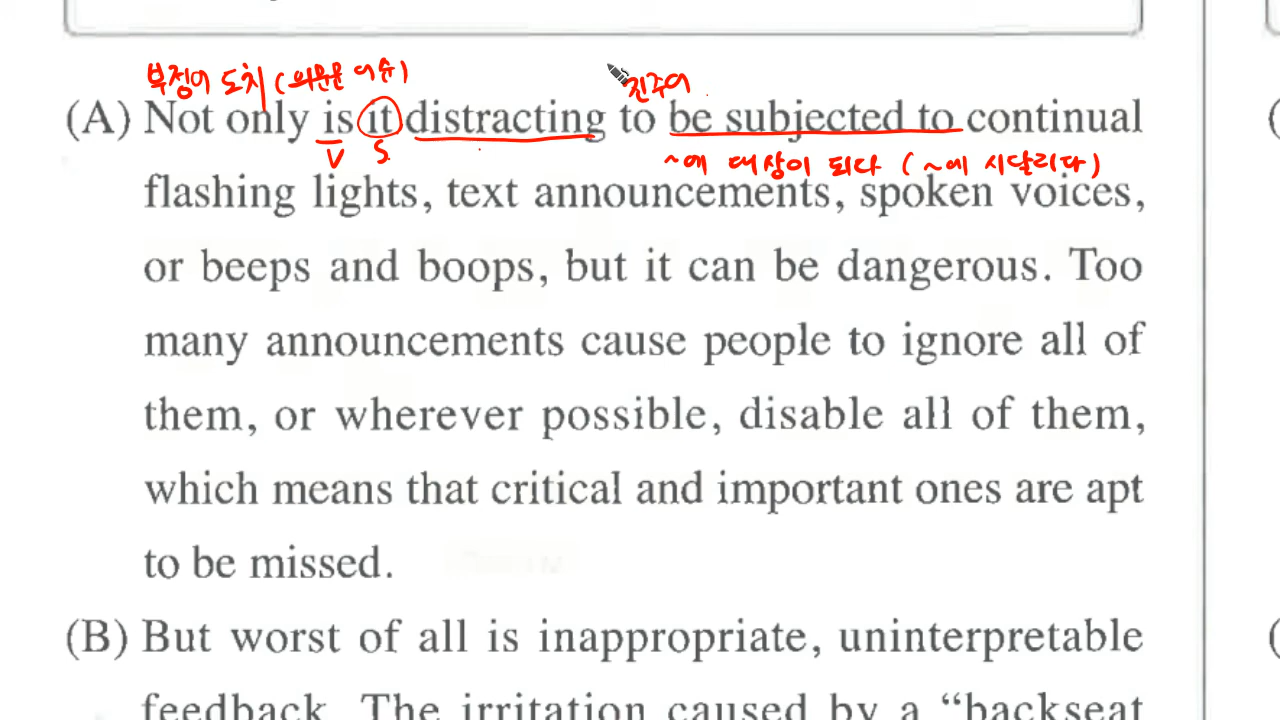 부정어 도치 (의문문 어순)
진주어
(A) Not only is it distracting to be subjected to continual
V S
~에 대상이 되다 (~에 시달리다)
flashing lights, text announcements, spoken voices,
or beeps and boops, but it can be dangerous. Too
many announcements cause people to ignore all of
them, or wherever possible, disable all of them,
which means that critical and important ones are apt
to be missed.
(B) But worst of all is inappropriate, uninterpretable
feedback. The irritation caused by a “backseat